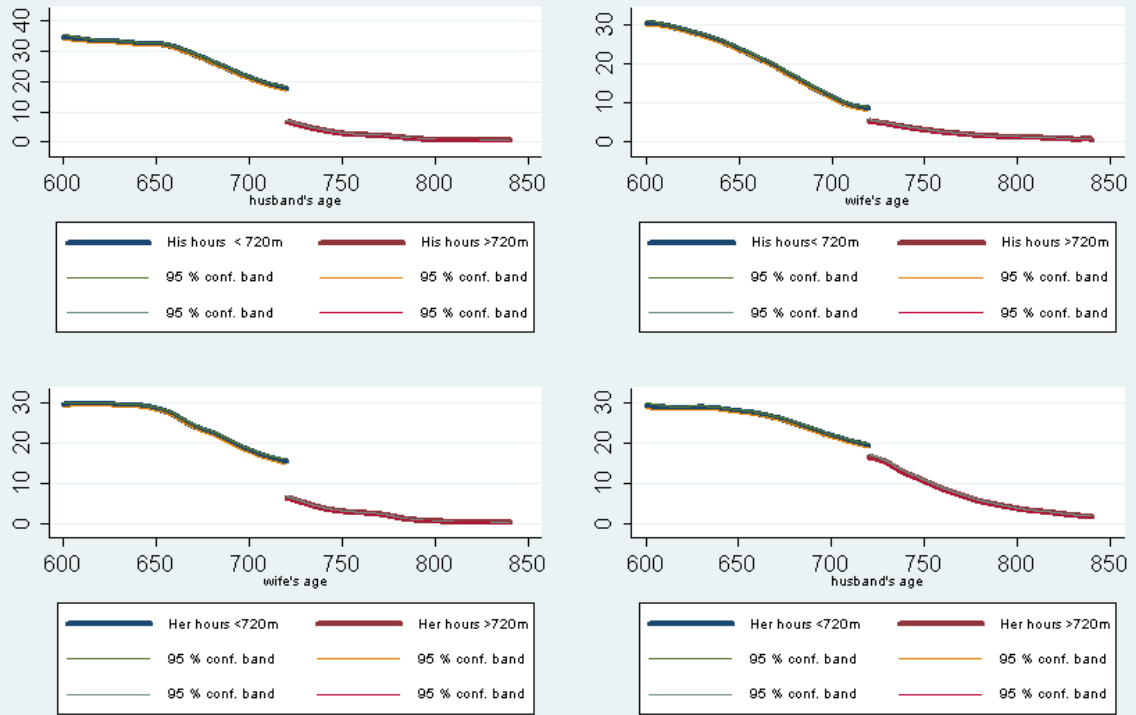 40
30
20
10
0
600 650 700 750 800 850
husband's age
His hours < 720m His hours >720m
95 % conf. band 95 % conf. band
95 % conf. band 95 % conf. band
30
20
10
0
600 650 700 750 800 850
wife's age
His hours< 720m His hours >720m
95 % conf. band 95 % conf. band
95 % conf. band 95 % conf. band
30
20
10
0
600 650 700 750 800 850
wife's age
Her hours <720m Her hours >720m
95 % conf. band 95 % conf. band
95 % conf. band 95 % conf. band
30
20
10
0
600 650 700 750 800 850
husband's age
Her hours <720m Her hours >720m
95 % conf. band 95 % conf. band
95 % conf. band 95 % conf. band